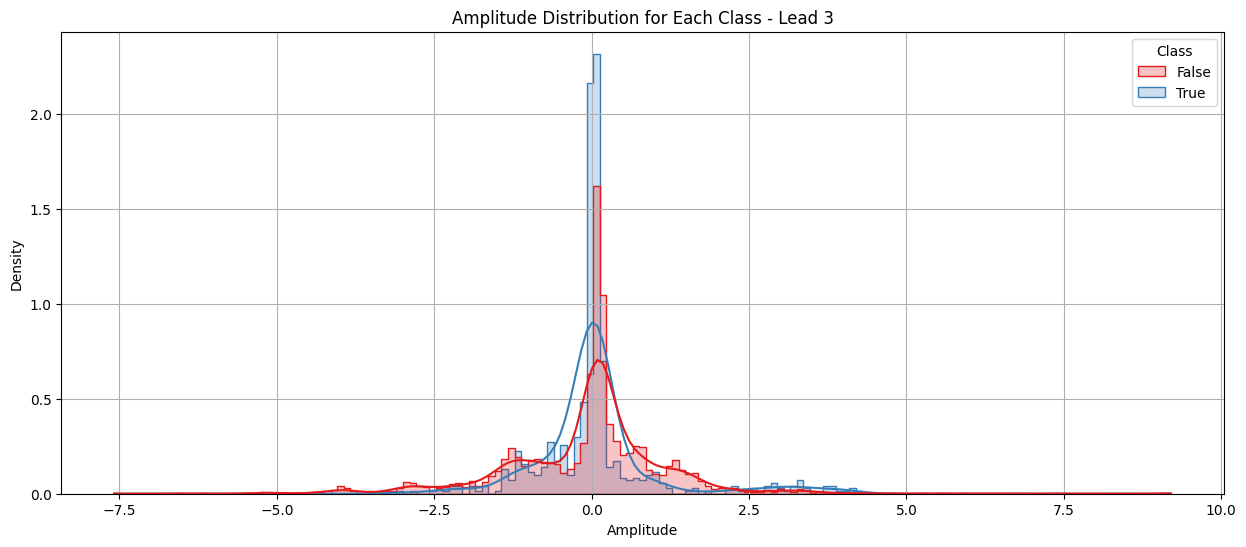 Amplitude Distribution for Each Class - Lead 3
Class
False
True
Density
2.0
1.5
1.0
0.5
0.0
−7.5
−5.0
−2.5
0.0
2.5
5.0
7.5
10.0
Amplitude